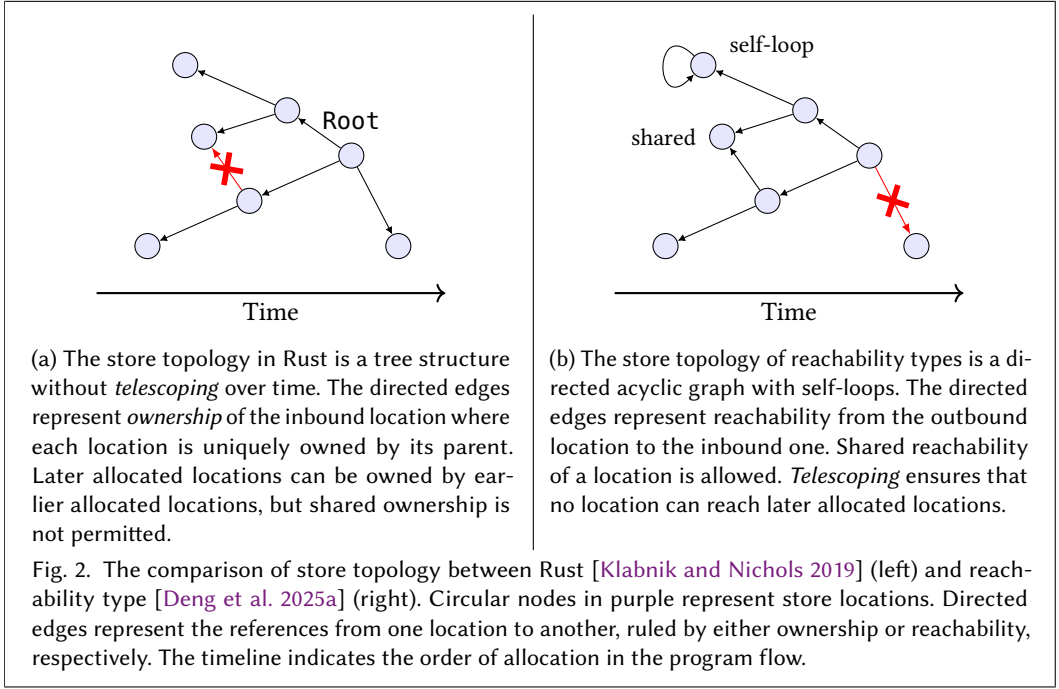 Root
Time
(a) The store topology in Rust is a tree structure
without telescoping over time. The directed edges
represent ownership of the inbound location where
each location is uniquely owned by its parent.
Later allocated locations can be owned by ear-
lier allocated locations, but shared ownership is
not permitted.
self-loop
shared
Time
(b) The store topology of reachability types is a di-
rected acyclic graph with self-loops. The directed
edges represent reachability from the outbound
location to the inbound one. Shared reachability
of a location is allowed. Telescoping ensures that
no location can reach later allocated locations.
Fig. 2. The comparison of store topology between Rust [Klabnik and Nichols 2019] (left) and reach-
ability type [Deng et al. 2025a] (right). Circular nodes in purple represent store locations. Directed
edges represent the references from one location to another, ruled by either ownership or reachability,
respectively. The timeline indicates the order of allocation in the program flow.